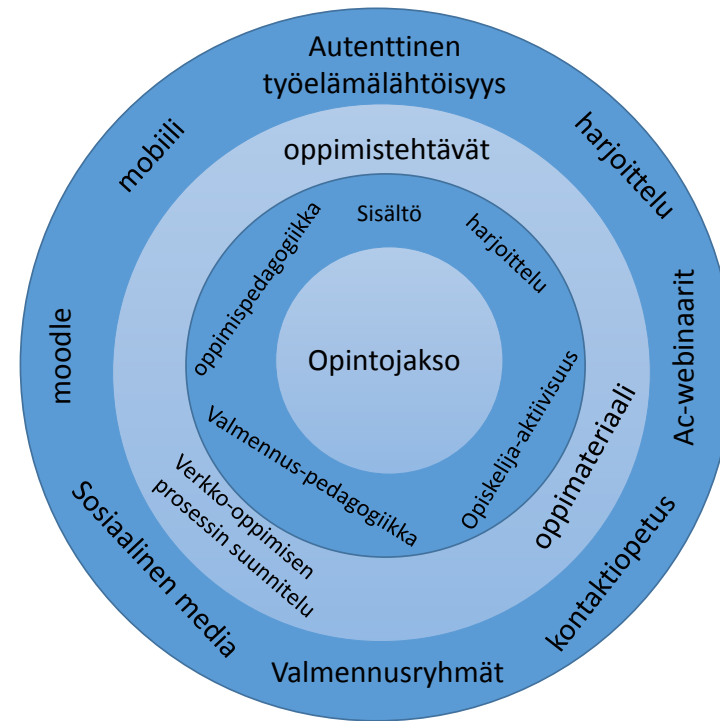 Autenttinen
työelämälähtöisyys
harjoittelu
Ac-webinaarit
kontaktiopetus
Valmennusryhmät
Sosiaalinen media
moodle
mobiili
oppimistehtävät
oppimateriaali
Verkko-oppimisen
prosessin suunnitelu
Sisältö
harjoittelu
Opiskelija-aktiivisuus
Valmennus-pedagogiikka
oppimispedagogiikka
Opintojakso